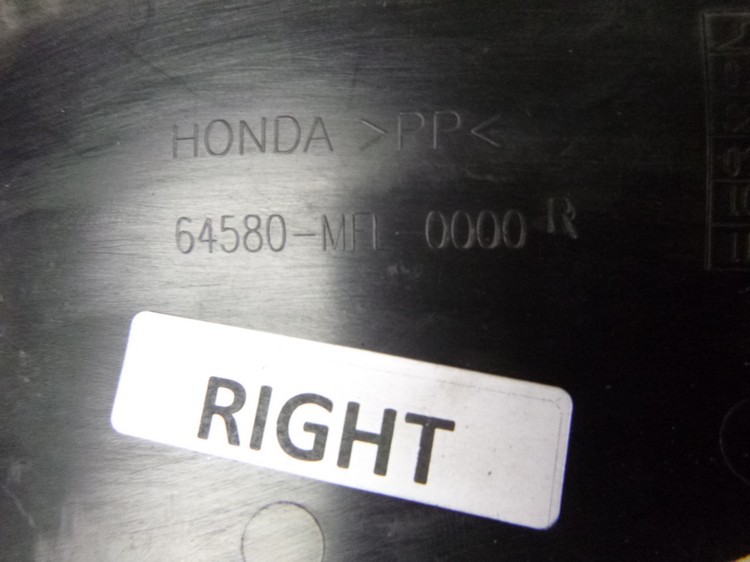 HONDA >PP<
64580-MFL-0000 R
RIGHT